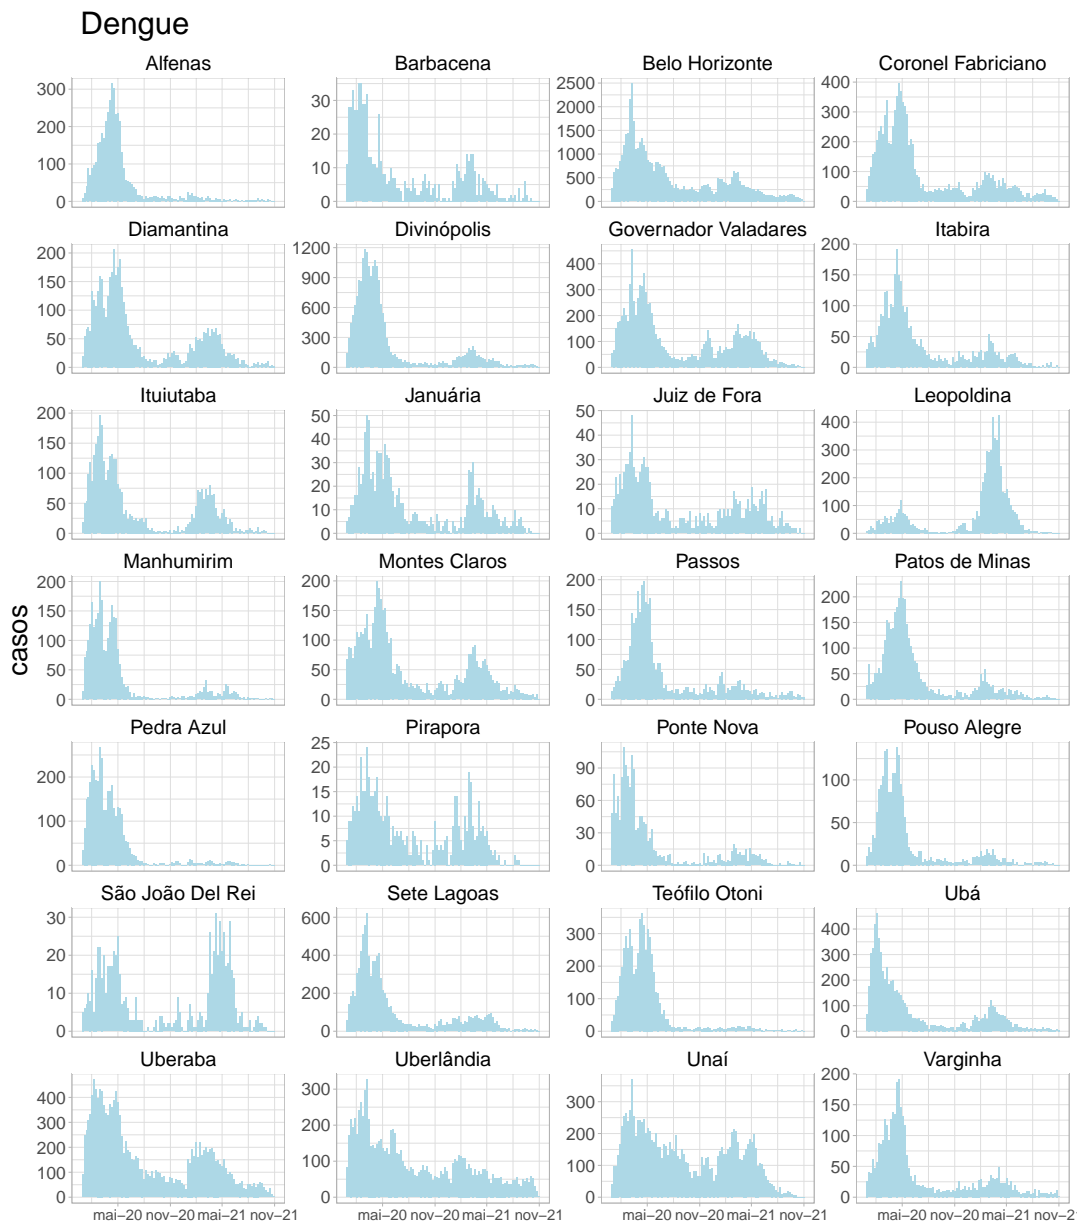 Dengue
Alfenas Barbacena Belo Horizonte Coronel Fabriciano
300 200 100 0
30 20 10 0
2500 2000 1500 1000 500 0
400 300 200 100 0
Diamantina Divinópolis Governador Valadares Itabira
200 150 100 50 0
1200 900 600 300 0
400 300 200 100 0
200 150 100 50 0
Ituiutaba Januária Juiz de Fora Leopoldina
200 150 100 50 0
50 40 30 20 10 0
50 40 30 20 10 0
400 300 200 100 0
Manhumirim Montes Claros Passos Patos de Minas
200 150 100 50 0
200 150 100 50 0
200 150 100 50 0
200 150 100 50 0
casos
Pedra Azul Pirapora Ponte Nova Pouso Alegre
200 100 0
25 20 15 10 5 0
90 60 30 0
100 50 0
São João Del Rei Sete Lagoas Teófilo Otoni Ubá
30 20 10 0
600 400 200 0
300 200 100 0
400 300 200 100 0
Uberaba Uberlândia Unaí Varginha
400 300 200 100 0
300 200 100 0
300 200 100 0
200 150 100 50 0
mai–20 nov–20 mai–21 nov–21 mai–20 nov–20 mai–21 nov–21 mai–20 nov–20 mai–21 nov–21 mai–20 nov–20 mai–21 nov–2